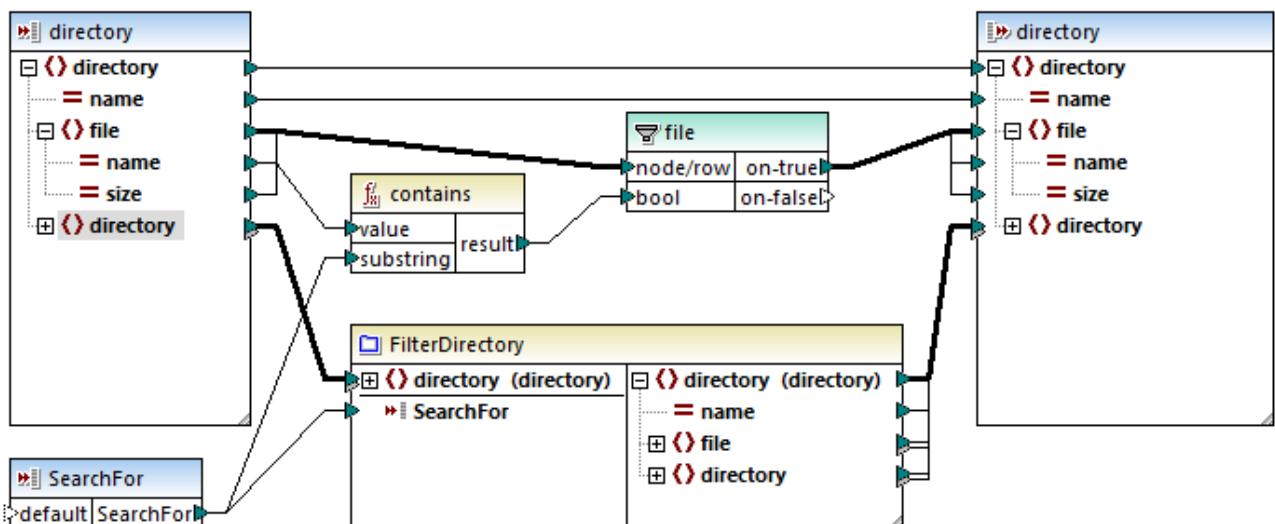 directory
directory
name
file
name
size
directory
contains
value
substring
result
file
node/row
on-true
bool
on-false
directory
directory
name
file
name
size
directory
FilterDirectory
directory (directory)
SearchFor
directory (directory)
name
file
directory
SearchFor
default
SearchFor